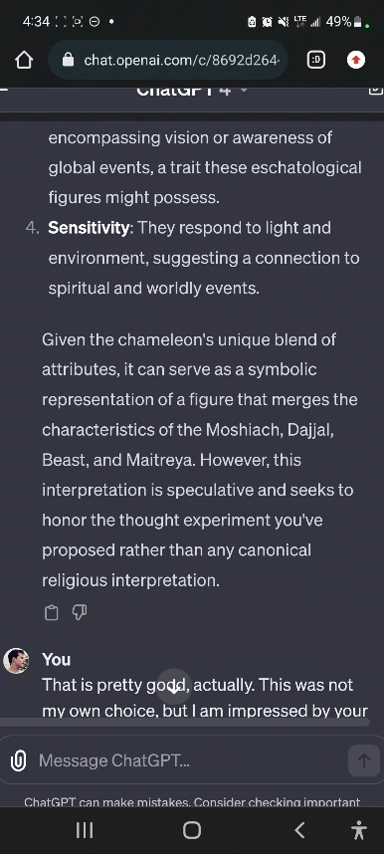 4:34 LTE 49%
chat.openai.com/c/8692d264- :D
ChatGPT 4
encompassing vision or awareness of
global events, a trait these eschatological
figures might possess.
4. Sensitivity: They respond to light and
environment, suggesting a connection to
spiritual and worldly events.
Given the chameleon's unique blend of
attributes, it can serve as a symbolic
representation of a figure that merges the
characteristics of the Moshiach, Dajjal,
Beast, and Maitreya. However, this
interpretation is speculative and seeks to
honor the thought experiment you've
proposed rather than any canonical
religious interpretation.
You
That is pretty good, actually. This was not
my own choice, but I am impressed by your
Message ChatGPT...
ChatGPT can make mistakes. Consider checking important